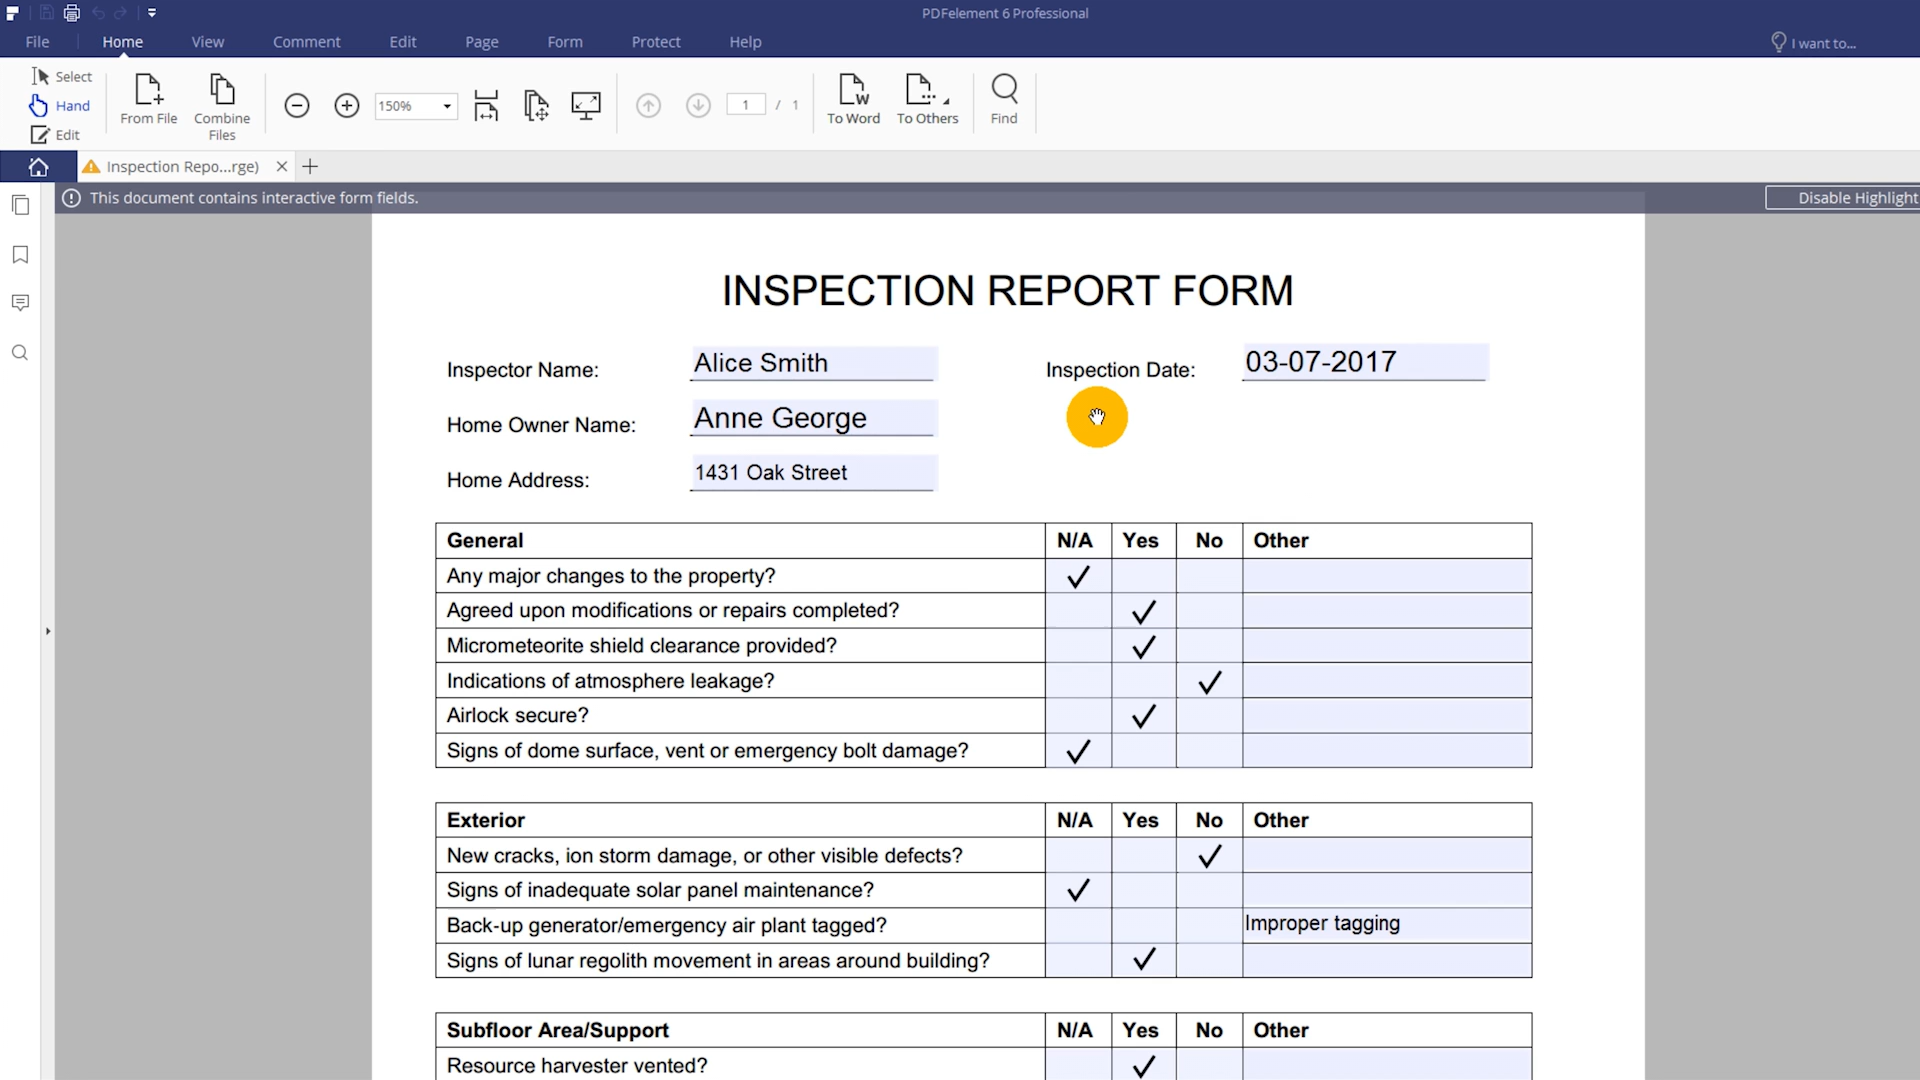 PDFelement 6 Professional
File Home View Comment Edit Page Form Protect Help I want to...
Select
Hand
Edit
From File
Combine
Files
150%
1 / 1
To Word
To Others
Find
Inspection Repo...rge)
This document contains interactive form fields.
Disable Highlight
INSPECTION REPORT FORM
Inspector Name: Alice Smith Inspection Date: 03-07-2017
Home Owner Name: Anne George
Home Address: 1431 Oak Street
General N/A Yes No Other
Any major changes to the property?
Agreed upon modifications or repairs completed?
Micrometeorite shield clearance provided?
Indications of atmosphere leakage?
Airlock secure?
Signs of dome surface, vent or emergency bolt damage?
Exterior N/A Yes No Other
New cracks, ion storm damage, or other visible defects?
Signs of inadequate solar panel maintenance?
Back-up generator/emergency air plant tagged? Improper tagging
Signs of lunar regolith movement in areas around building?
Subfloor Area/Support N/A Yes No Other
Resource harvester vented?